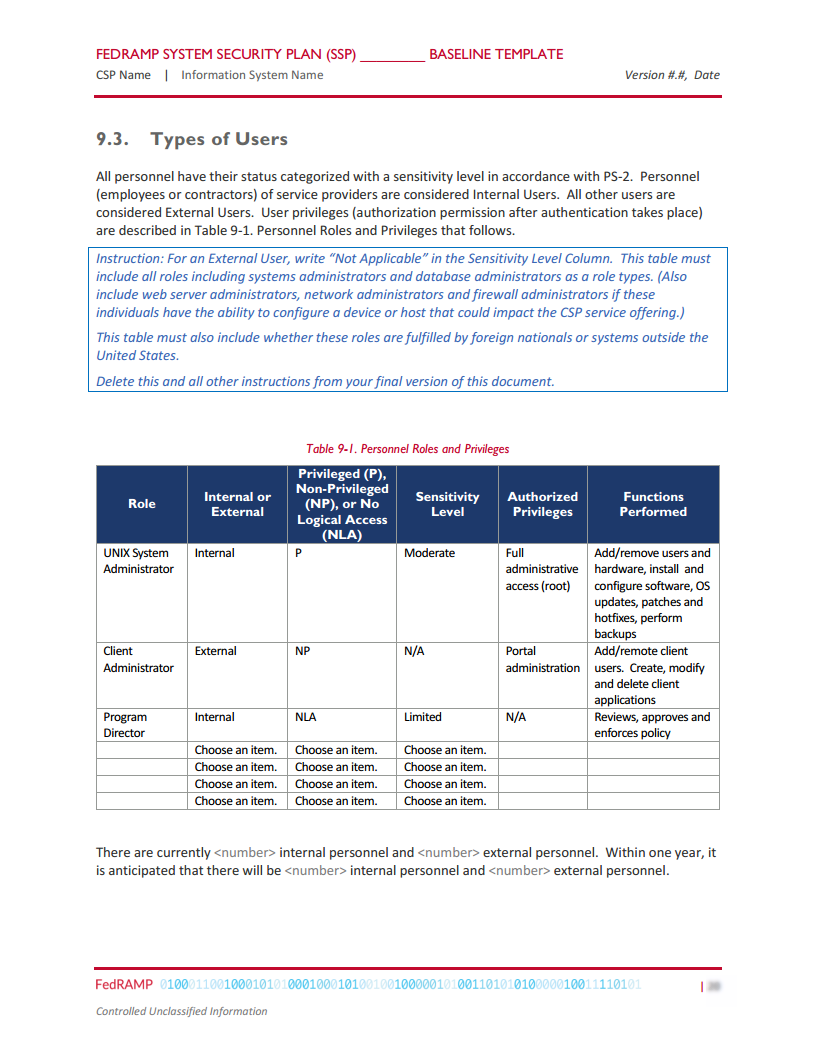 FEDRAMP SYSTEM SECURITY PLAN (SSP) _________ BASELINE TEMPLATE
CSP Name | Information System Name Version #.#, Date
9.3. Types of Users
All personnel have their status categorized with a sensitivity level in accordance with PS-2. Personnel
(employees or contractors) of service providers are considered Internal Users. All other users are
considered External Users. User privileges (authorization permission after authentication takes place)
are described in Table 9-1. Personnel Roles and Privileges that follows.
Instruction: For an External User, write “Not Applicable” in the Sensitivity Level Column. This table must
include all roles including systems administrators and database administrators as a role types. (Also
include web server administrators, network administrators and firewall administrators if these
individuals have the ability to configure a device or host that could impact the CSP service offering.)
This table must also include whether these roles are fulfilled by foreign nationals or systems outside the
United States.
Delete this and all other instructions from your final version of this document.
Table 9-1. Personnel Roles and Privileges
Role
Internal or
External
Privileged (P),
Non-Privileged
(NP), or No
Logical Access
(NLA)
Sensitivity
Level
Authorized
Privileges
Functions
Performed
UNIX System
Administrator
Internal
P
Moderate
Full
administrative
access (root)
Add/remove users and
hardware, install and
configure software, OS
updates, patches and
hotfixes, perform
backups
Client
Administrator
External
NP
N/A
Portal
administration
Add/remote client
users. Create, modify
and delete client
applications
Program
Director
Internal
NLA
Limited
N/A
Reviews, approves and
enforces policy
Choose an item. Choose an item. Choose an item.
Choose an item. Choose an item. Choose an item.
Choose an item. Choose an item. Choose an item.
Choose an item. Choose an item. Choose an item.
There are currently <number> internal personnel and <number> external personnel. Within one year, it
is anticipated that there will be <number> internal personnel and <number> external personnel.
FedRAMP |
Controlled Unclassified Information